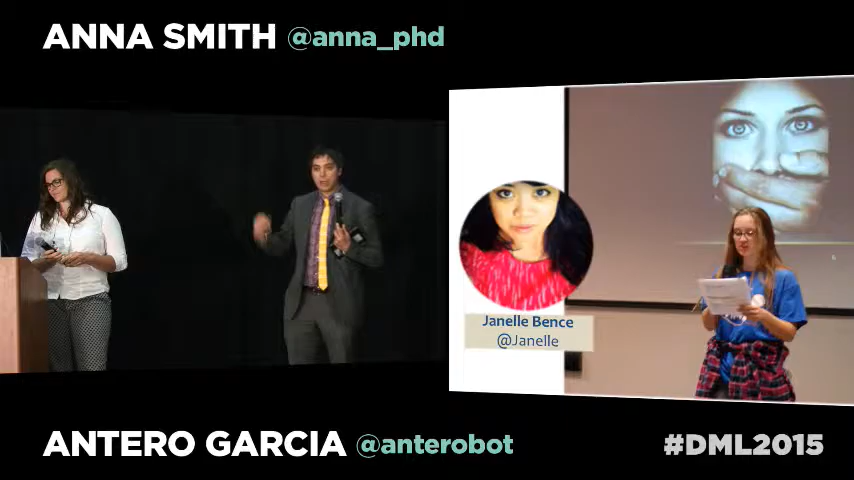 ANNA SMITH @anna_phd
Janelle Bence
@Janelle
ANTERO GARCIA @anterobot
#DML2015